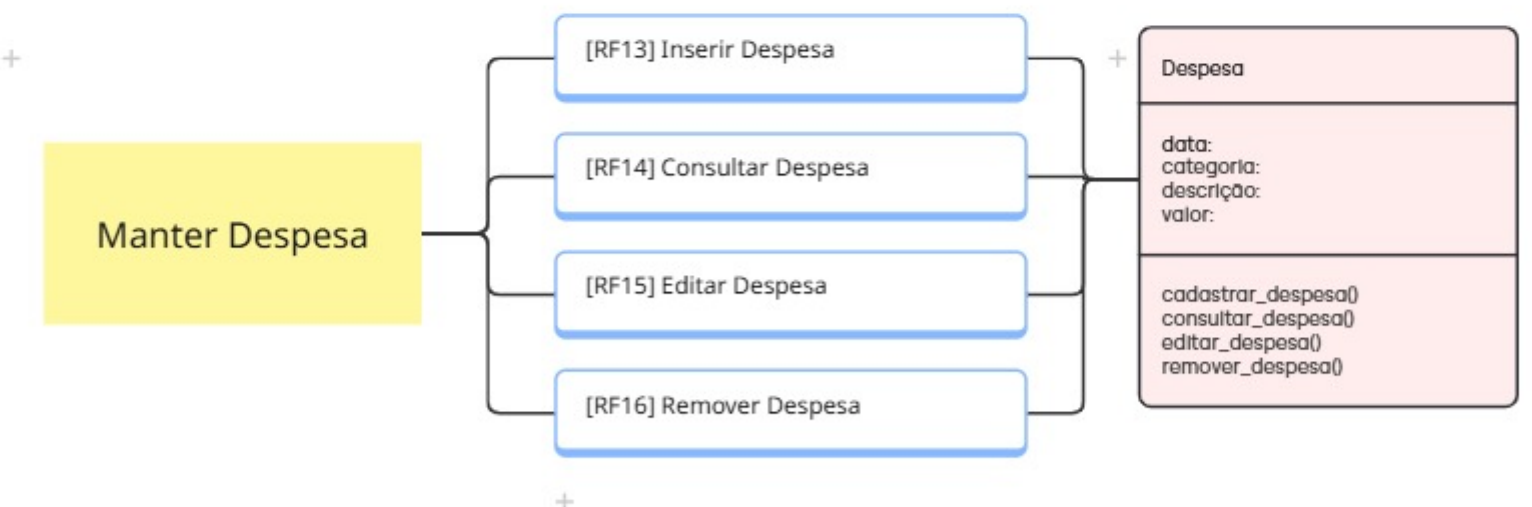 Manter Despesa
[RF13] Inserir Despesa
[RF14] Consultar Despesa
[RF15] Editar Despesa
[RF16] Remover Despesa
Despesa
data:
categoria:
descrição:
valor:
cadastrar_despesa()
consultar_despesa()
editar_despesa()
remover_despesa()